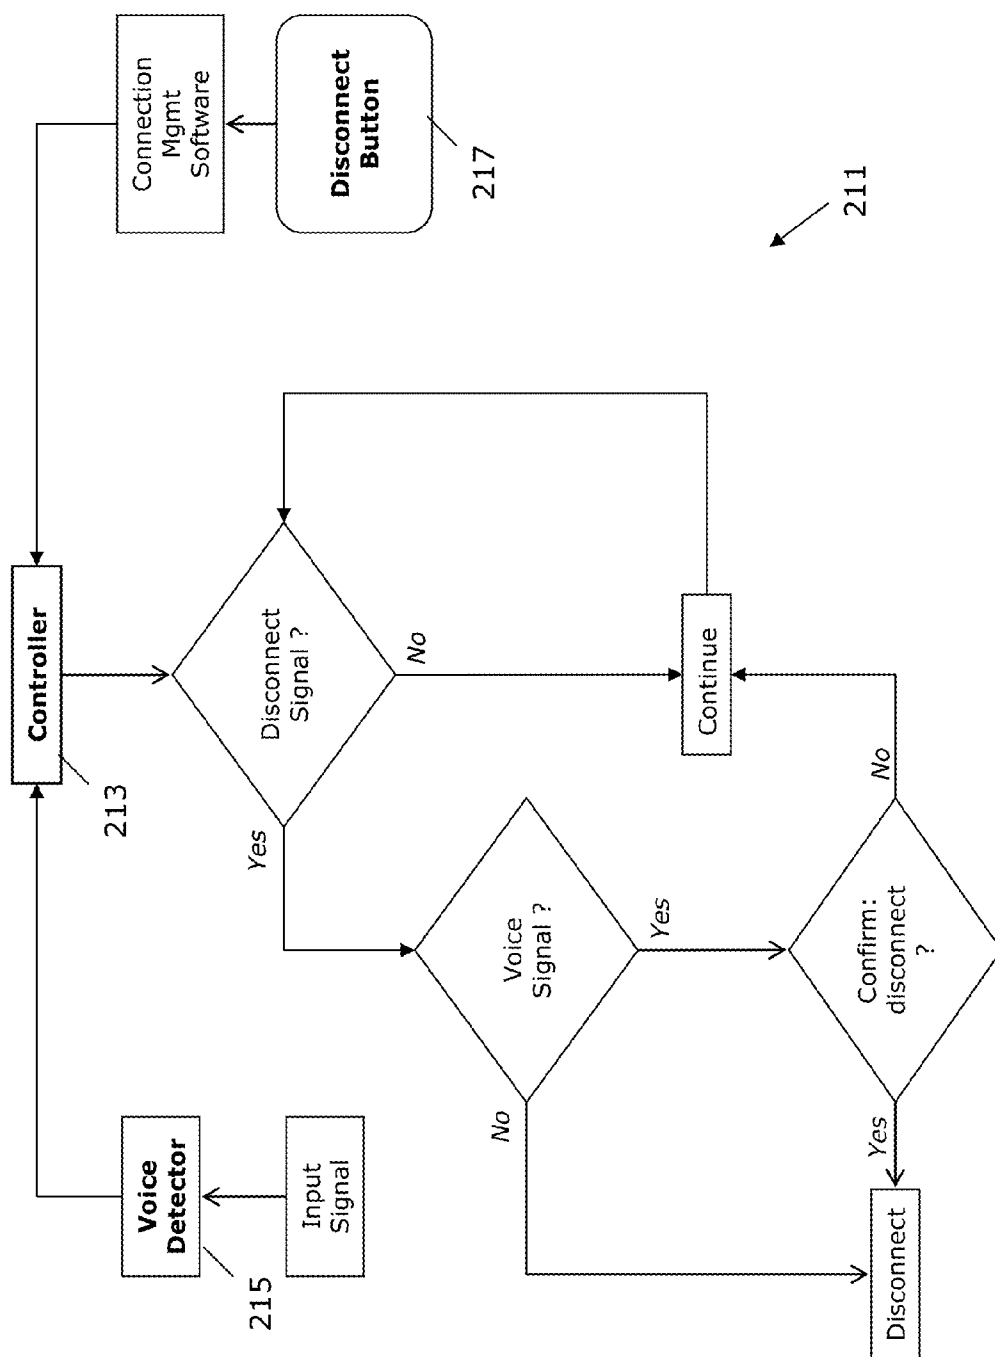 Voice
Detector
215
Input
Signal
Controller
213
Connection
Mgmt
Software
Disconnect
Button
217
211
Disconnect
Signal ?
Yes
No
Voice
Signal ?
No
Yes
Continue
Confirm:
disconnect
?
Yes
No
Disconnect